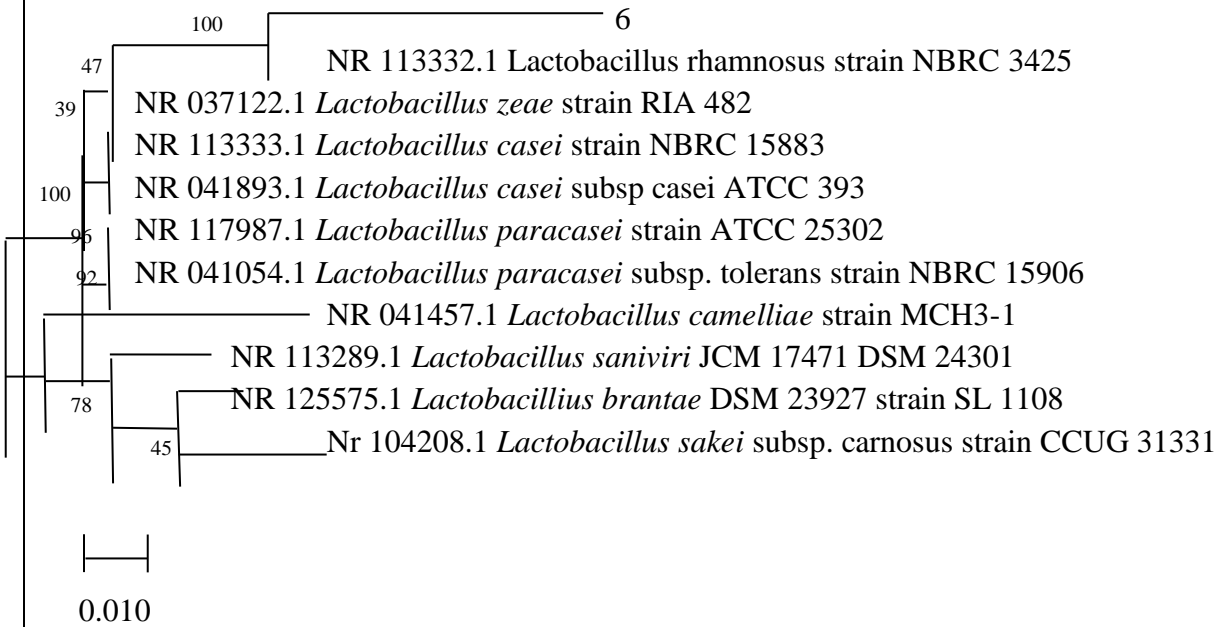 100
6
47
NR 113332.1 Lactobacillus rhamnosus strain NBRC 3425
39
NR 037122.1 Lactobacillus zeae strain RIA 482
NR 113333.1 Lactobacillus casei strain NBRC 15883
100
NR 041893.1 Lactobacillus casei subsp casei ATCC 393
96
NR 117987.1 Lactobacillus paracasei strain ATCC 25302
92
NR 041054.1 Lactobacillus paracasei subsp. tolerans strain NBRC 15906
NR 041457.1 Lactobacillus camelliae strain MCH3-1
NR 113289.1 Lactobacillus saniviri JCM 17471 DSM 24301
78
NR 125575.1 Lactobacillius brantae DSM 23927 strain SL 1108
45
Nr 104208.1 Lactobacillus sakei subsp. carnosus strain CCUG 31331
0.010